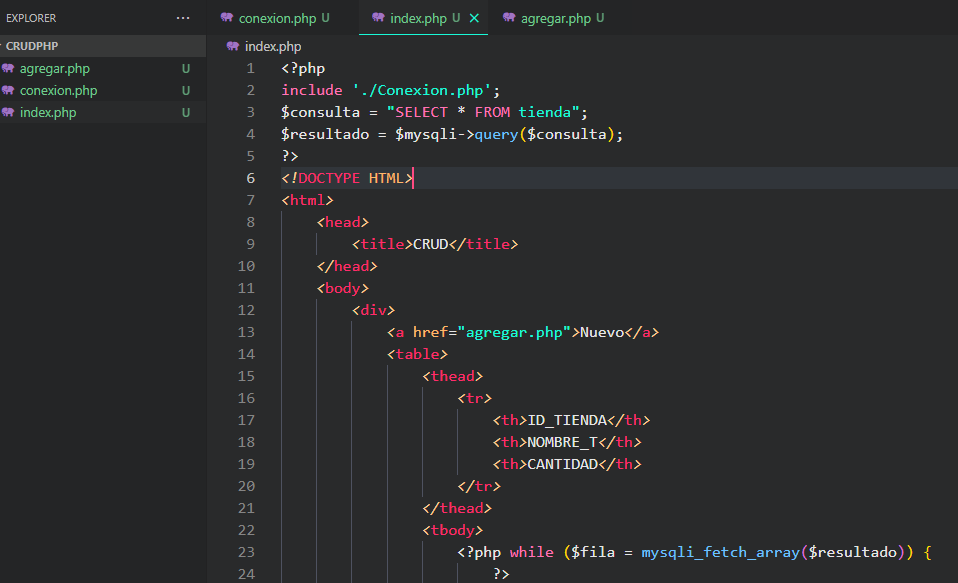 EXPLORER ...
conexion.php U index.php U × agregar.php U
CRUDPHP
index.php
agregar.php U
conexion.php U
index.php U
1 <?php
2 include './Conexion.php';
3 $consulta = "SELECT * FROM tienda";
4 $resultado = $mysqli->query($consulta);
5 ?>
6 <!DOCTYPE HTML>
7 <html>
8 <head>
9 <title>CRUD</title>
10 </head>
11 <body>
12 <div>
13 <a href="agregar.php">Nuevo</a>
14 <table>
15 <thead>
16 <tr>
17 <th>ID_TIENDA</th>
18 <th>NOMBRE_T</th>
19 <th>CANTIDAD</th>
20 </tr>
21 </thead>
22 <tbody>
23 <?php while ($fila = mysqli_fetch_array($resultado)) {
24 ?>